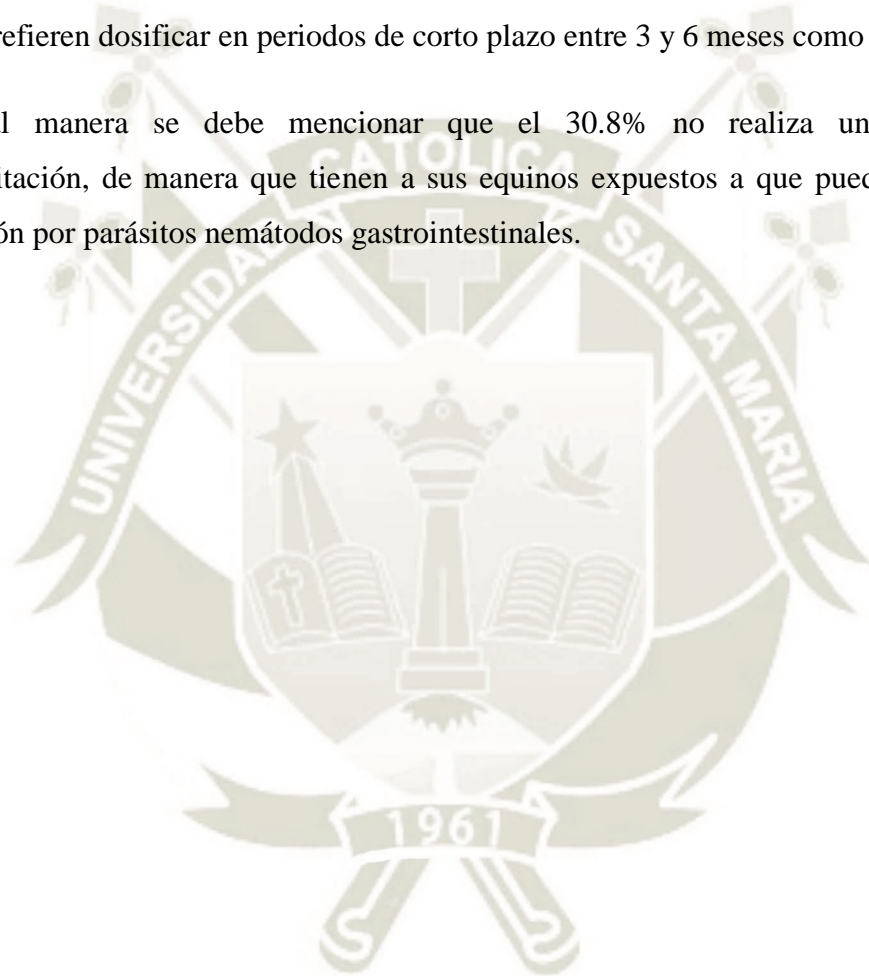 refieren dosificar en periodos de corto plazo entre 3 y 6 meses como
l manera se debe mencionar que el 30.8% no realiza un
itación, de manera que tienen a sus equinos expuestos a que pued
ón por parásitos nemátodos gastrointestinales.
UNIVERSIDAD CATOLICA SANTA MARIA
1961